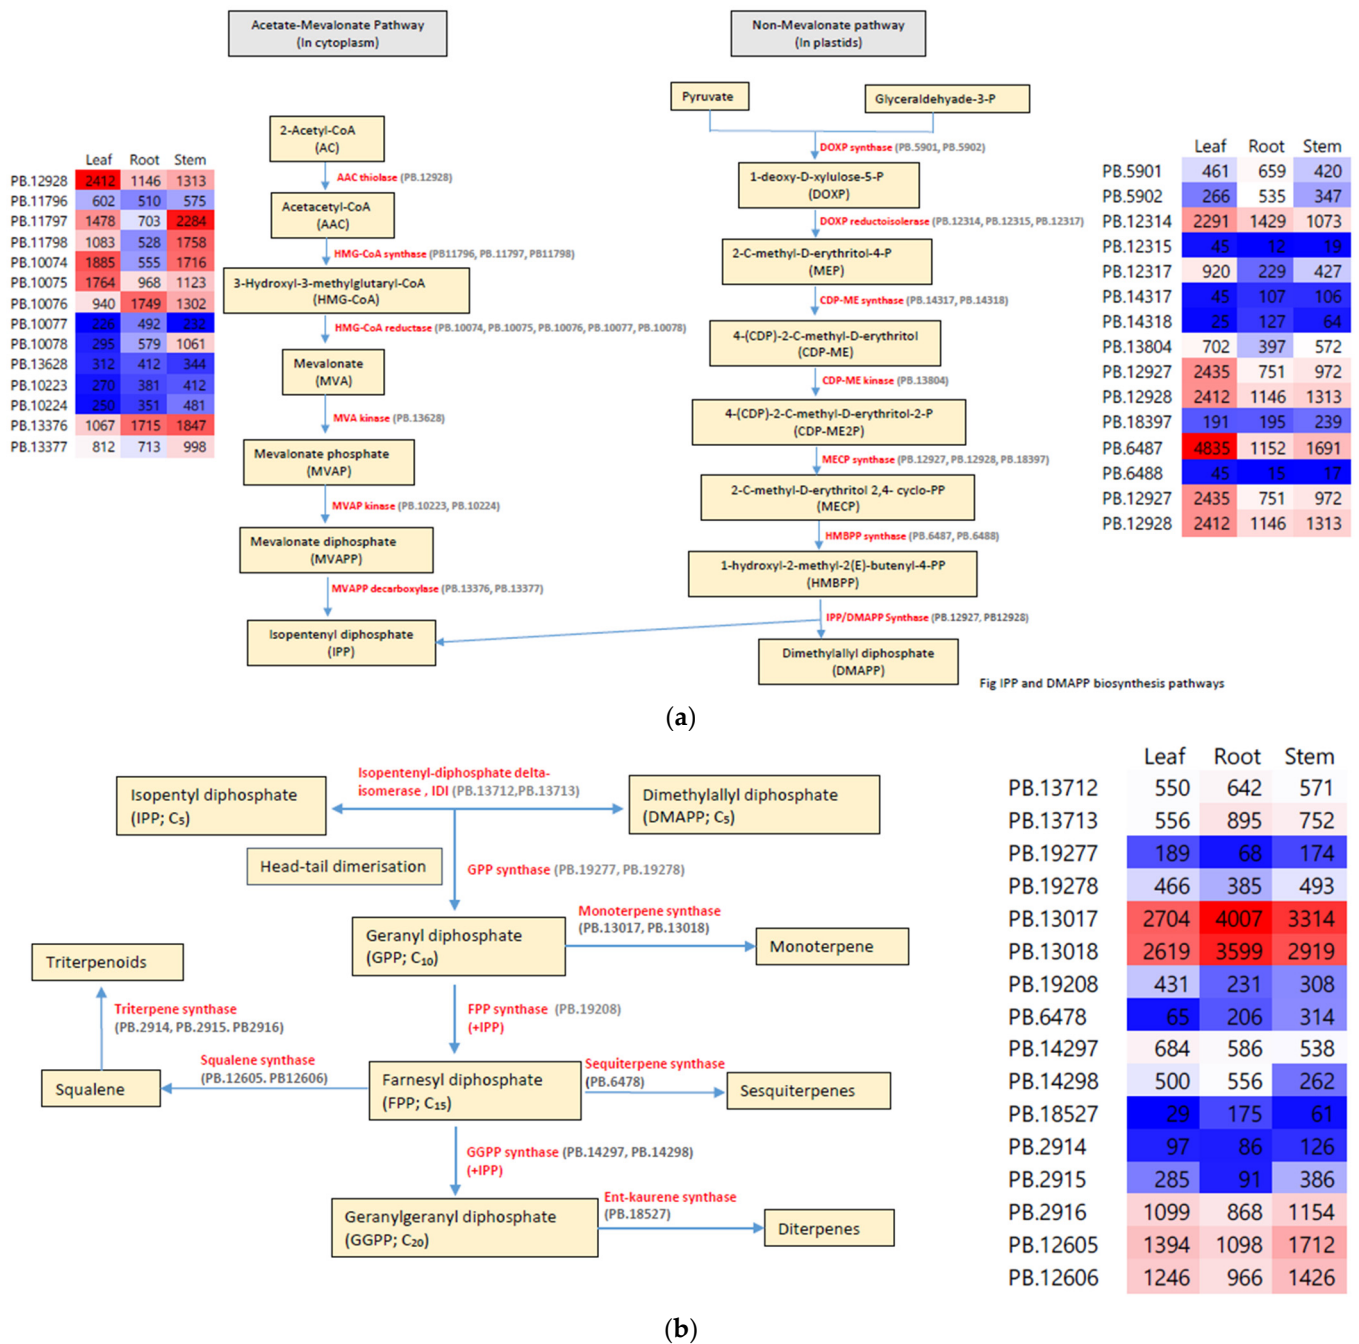 (a)
Acetate-Mevalonate Pathway
(In cytoplasm)
Non-Mevalonate pathway
(In plastids)
Leaf Root Stem
PB.12928 2412 1146 1313
PB.11796 602 510 575
PB.11797 1478 703 2284
PB.11798 1083 528 1758
PB.10074 1885 555 1716
PB.10075 1764 968 1123
PB.10076 940 1749 1302
PB.10077 226 492 232
PB.10078 295 579 1061
PB.13628 312 412 344
PB.10223 270 381 412
PB.10224 250 351 481
PB.13376 1067 1715 1847
PB.13377 812 713 998
2-Acetyl-CoA
(AC)
AAC thiolase (PB.12928)
Acetacetyl-CoA
(AAC)
HMG-CoA synthase (PB11796, PB.11797, PB11798)
3-Hydroxyl-3-methylglutaryl-CoA
(HMG-CoA)
HMG-CoA reductase (PB.10074, PB.10075, PB.10076, PB.10077, PB.10078)
Mevalonate
(MVA)
MVA kinase (PB.13628)
Mevalonate phosphate
(MVAP)
MVAP kinase (PB.10223, PB.10224)
Mevalonate diphosphate
(MVAPP)
MVAPP decarboxylase (PB.13376, PB.13377)
Isopentenyl diphosphate
(IPP)
Pyruvate
Glyceraldehyade-3-P
DOXP synthase (PB.5901, PB.5902)
1-deoxy-D-xylulose-5-P
(DOXP)
DOXP reductoisolerase (PB.12314, PB.12315, PB.12317)
2-C-methyl-D-erythritol-4-P
(MEP)
CDP-ME synthase (PB.14317, PB.14318)
4-(CDP)-2-C-methyl-D-erythritol
(CDP-ME)
CDP-ME kinase (PB.13804)
4-(CDP)-2-C-methyl-D-erythritol-2-P
(CDP-ME2P)
MECP synthase (PB.12927, PB.12928, PB.18397)
2-C-methyl-D-erythritol 2,4- cyclo-PP
(MECP)
HMBPP synthase (PB.6487, PB.6488)
1-hydroxyl-2-methyl-2(E)-butenyl-4-PP
(HMBPP)
IPP/DMAPP Synthase (PB.12927, PB12928)
Dimethylallyl diphosphate
(DMAPP)
Leaf Root Stem
PB.5901 461 659 420
PB.5902 266 535 347
PB.12314 2291 1429 1073
PB.12315 45 12 19
PB.12317 920 229 427
PB.14317 45 107 106
PB.14318 25 127 64
PB.13804 702 397 572
PB.12927 2435 751 972
PB.12928 2412 1146 1313
PB.18397 191 195 239
PB.6487 4835 1152 1691
PB.6488 45 15 17
PB.12927 2435 751 972
PB.12928 2412 1146 1313
Fig IPP and DMAPP biosynthesis pathways
(a)
Isopentyl diphosphate
(IPP; C₅)
Isopentenyl-diphosphate delta-
isomerase , IDI (PB.13712,PB.13713)
Dimethylallyl diphosphate
(DMAPP; C₅)
Head-tail dimerisation
GPP synthase (PB.19277, PB.19278)
Geranyl diphosphate
(GPP; C₁₀)
Monoterpene synthase
(PB.13017, PB.13018)
Monoterpene
Triterpenoids
Triterpene synthase
(PB.2914, PB.2915. PB2916)
FPP synthase (PB.19208)
(+IPP)
Squalene
Squalene synthase
(PB.12605. PB12606)
Farnesyl diphosphate
(FPP; C₁₅)
Sequiterpene synthase
(PB.6478)
Sesquiterpenes
GGPP synthase (PB.14297, PB.14298)
(+IPP)
Geranylgeranyl diphosphate
(GGPP; C₂₀)
Ent-kaurene synthase
(PB.18527)
Diterpenes
Leaf Root Stem
PB.13712 550 642 571
PB.13713 556 895 752
PB.19277 189 68 174
PB.19278 466 385 493
PB.13017 2704 4007 3314
PB.13018 2619 3599 2919
PB.19208 431 231 308
PB.6478 65 206 314
PB.14297 684 586 538
PB.14298 500 556 262
PB.18527 29 175 61
PB.2914 97 86 126
PB.2915 285 91 386
PB.2916 1099 868 1154
PB.12605 1394 1098 1712
PB.12606 1246 966 1426
(b)